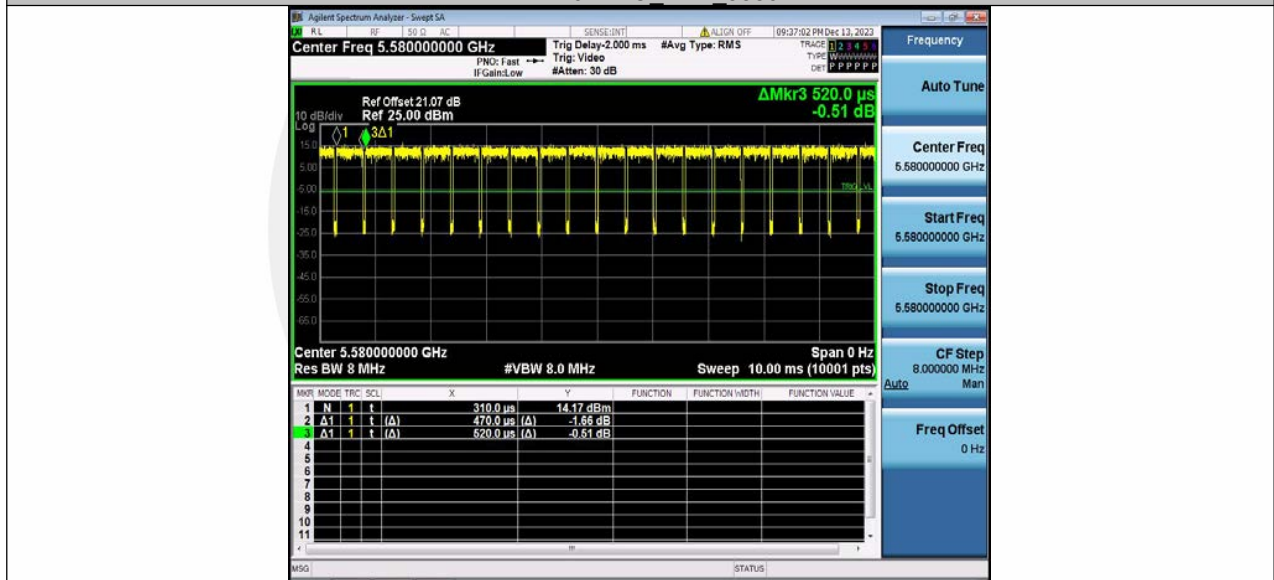 Agilent Spectrum Analyzer - Swept SA
RL RF 50 Ω AC SENSE:INT ALIGN OFF 09:37:02 PM Dec 13, 2023
Center Freq 5.580000000 GHz
PNO: Fast
IFGain:Low
Trig Delay-2.000 ms
Trig: Video
#Atten: 30 dB
#Avg Type: RMS
TRACE 1 2 3 4 5 6
TYPE W
DET P P P P P P
ΔMkr3 520.0 µs
-0.51 dB
Ref Offset 21.07 dB
10 dB/div Ref 25.00 dBm
Log
1
3Δ1
15.0
5.00
-5.00
-15.0
-25.0
-35.0
-45.0
-55.0
-65.0
Center 5.580000000 GHz Span 0 Hz
Res BW 8 MHz #VBW 8.0 MHz Sweep 10.00 ms (10001 pts)
MKR MODE TRC SCL X Y FUNCTION FUNCTION WIDTH FUNCTION VALUE
1 N 1 t 310.0 µs 14.17 dBm
2 Δ1 1 t (Δ) 470.0 µs (Δ) -1.66 dB
3 Δ1 1 t (Δ) 520.0 µs (Δ) -0.51 dB
4
5
6
7
8
9
10
11
MSG STATUS
Frequency
Auto Tune
Center Freq
5.580000000 GHz
Start Freq
5.580000000 GHz
Stop Freq
5.580000000 GHz
CF Step
8.000000 MHz
Auto Man
Freq Offset
0 Hz